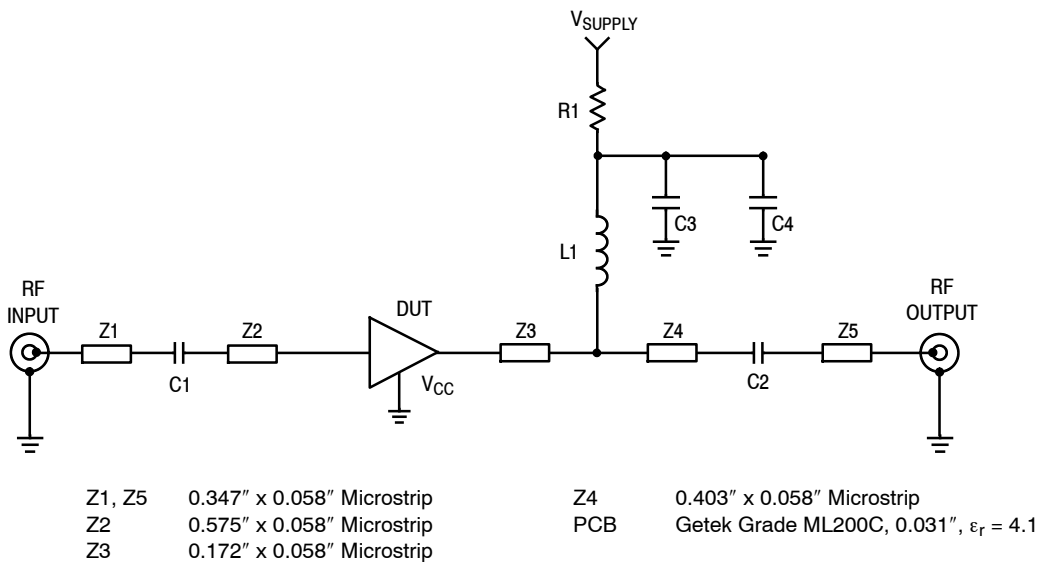 V_SUPPLY
R1
C3
C4
L1
RF
INPUT
Z1
C1
Z2
DUT
V_CC
Z3
Z4
C2
Z5
RF
OUTPUT
Z1, Z5 0.347″ x 0.058″ Microstrip
Z2 0.575″ x 0.058″ Microstrip
Z3 0.172″ x 0.058″ Microstrip
Z4 0.403″ x 0.058″ Microstrip
PCB Getek Grade ML200C, 0.031″, ε_r = 4.1